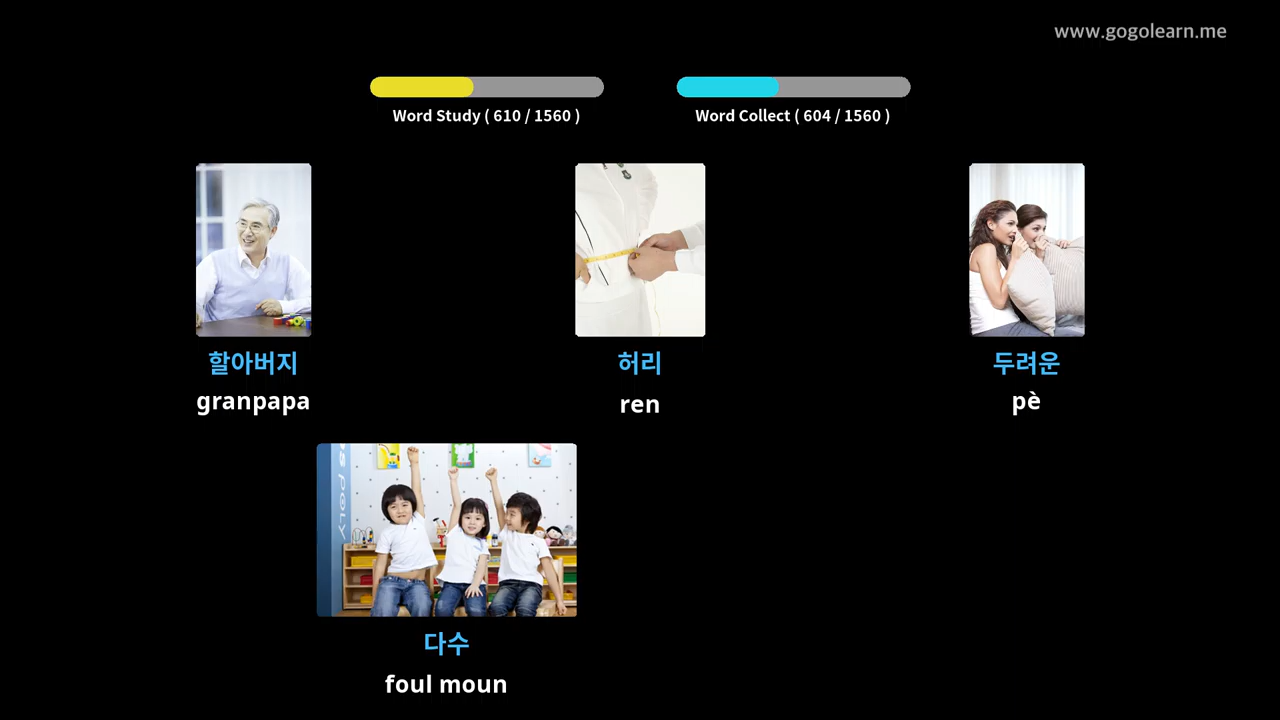 www.gogolearn.me
Word Study ( 610 / 1560 )
Word Collect ( 604 / 1560 )
할아버지
granpapa
허리
ren
두려운
pè
POLY
다수
foul moun